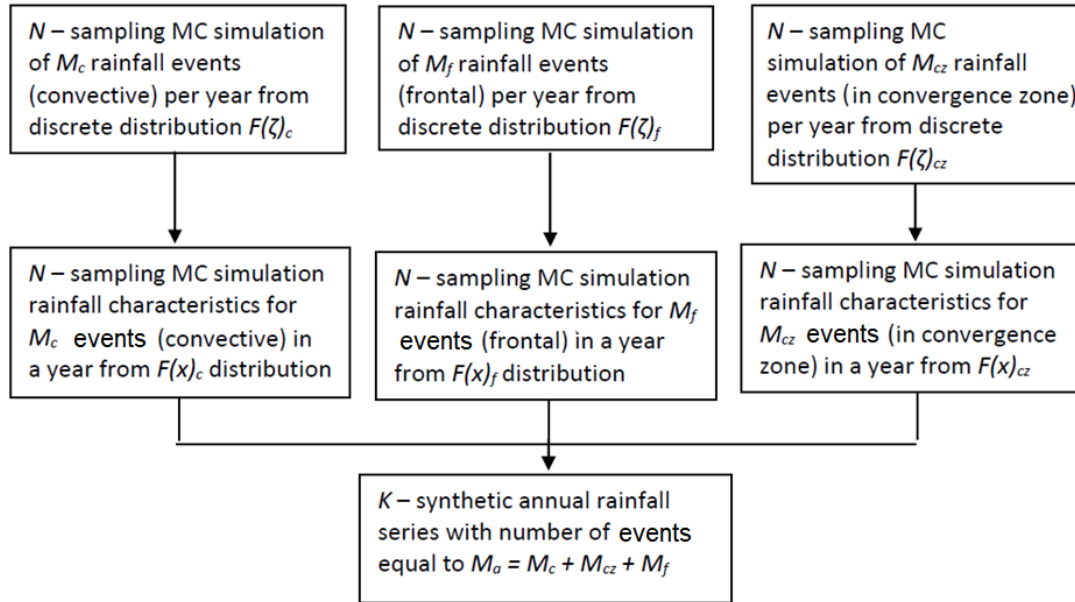 N – sampling MC simulation
of Mc rainfall events
(convective) per year from
discrete distribution F(ζ)c
N – sampling MC simulation
of Mf rainfall events
(frontal) per year from
discrete distribution F(ζ)f
N – sampling MC
simulation of Mcz rainfall
events (in convergence zone)
per year from discrete
distribution F(ζ)cz
N – sampling MC simulation
rainfall characteristics for
Mc events (convective) in
a year from F(x)c distribution
N – sampling MC simulation
rainfall characteristics for Mf
events (frontal) in a year
from F(x)f distribution
N – sampling MC simulation
rainfall characteristics for
Mcz events (in convergence
zone) in a year from F(x)cz
K – synthetic annual rainfall
series with number of events
equal to Ma = Mc + Mcz + Mf